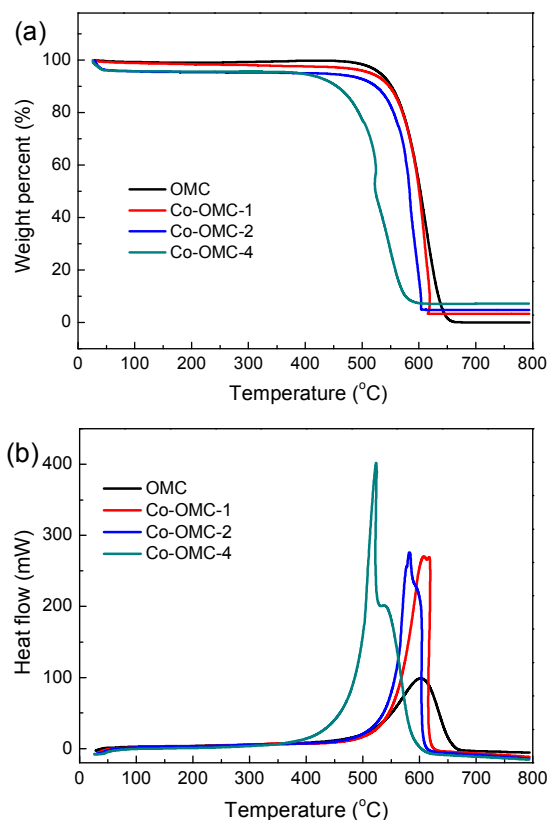 (a)
100
80
60
40
20
0
Weight percent (%)
OMC
Co-OMC-1
Co-OMC-2
Co-OMC-4
0 100 200 300 400 500 600 700 800
Temperature (°C)
(b)
400
300
200
100
0
Heat flow (mW)
OMC
Co-OMC-1
Co-OMC-2
Co-OMC-4
0 100 200 300 400 500 600 700 800
Temperature (°C)